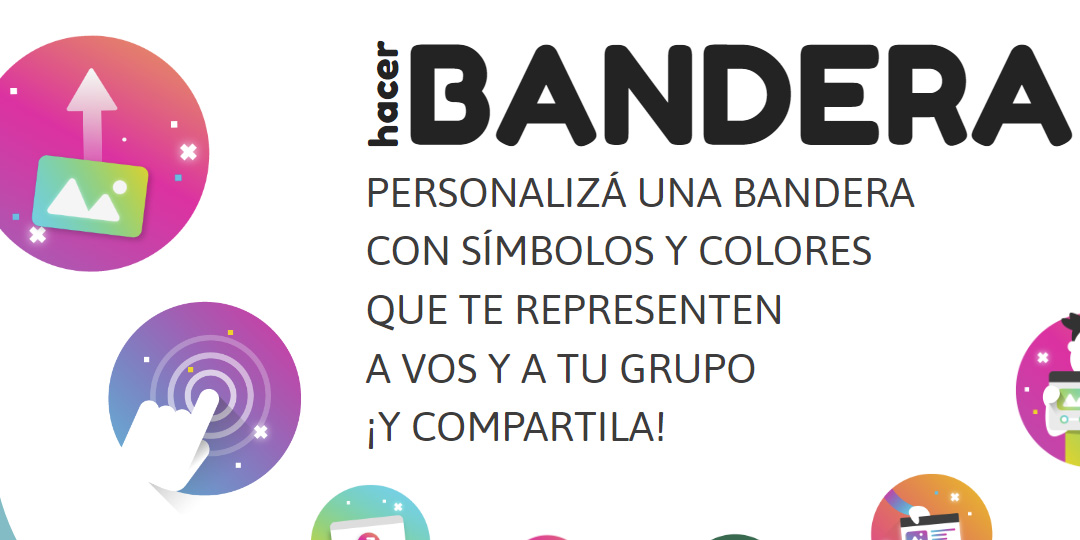 hacer BANDERA
PERSONALIZÁ UNA BANDERA
CON SÍMBOLOS Y COLORES
QUE TE REPRESENTEN
A VOS Y A TU GRUPO
¡Y COMPARTILA!